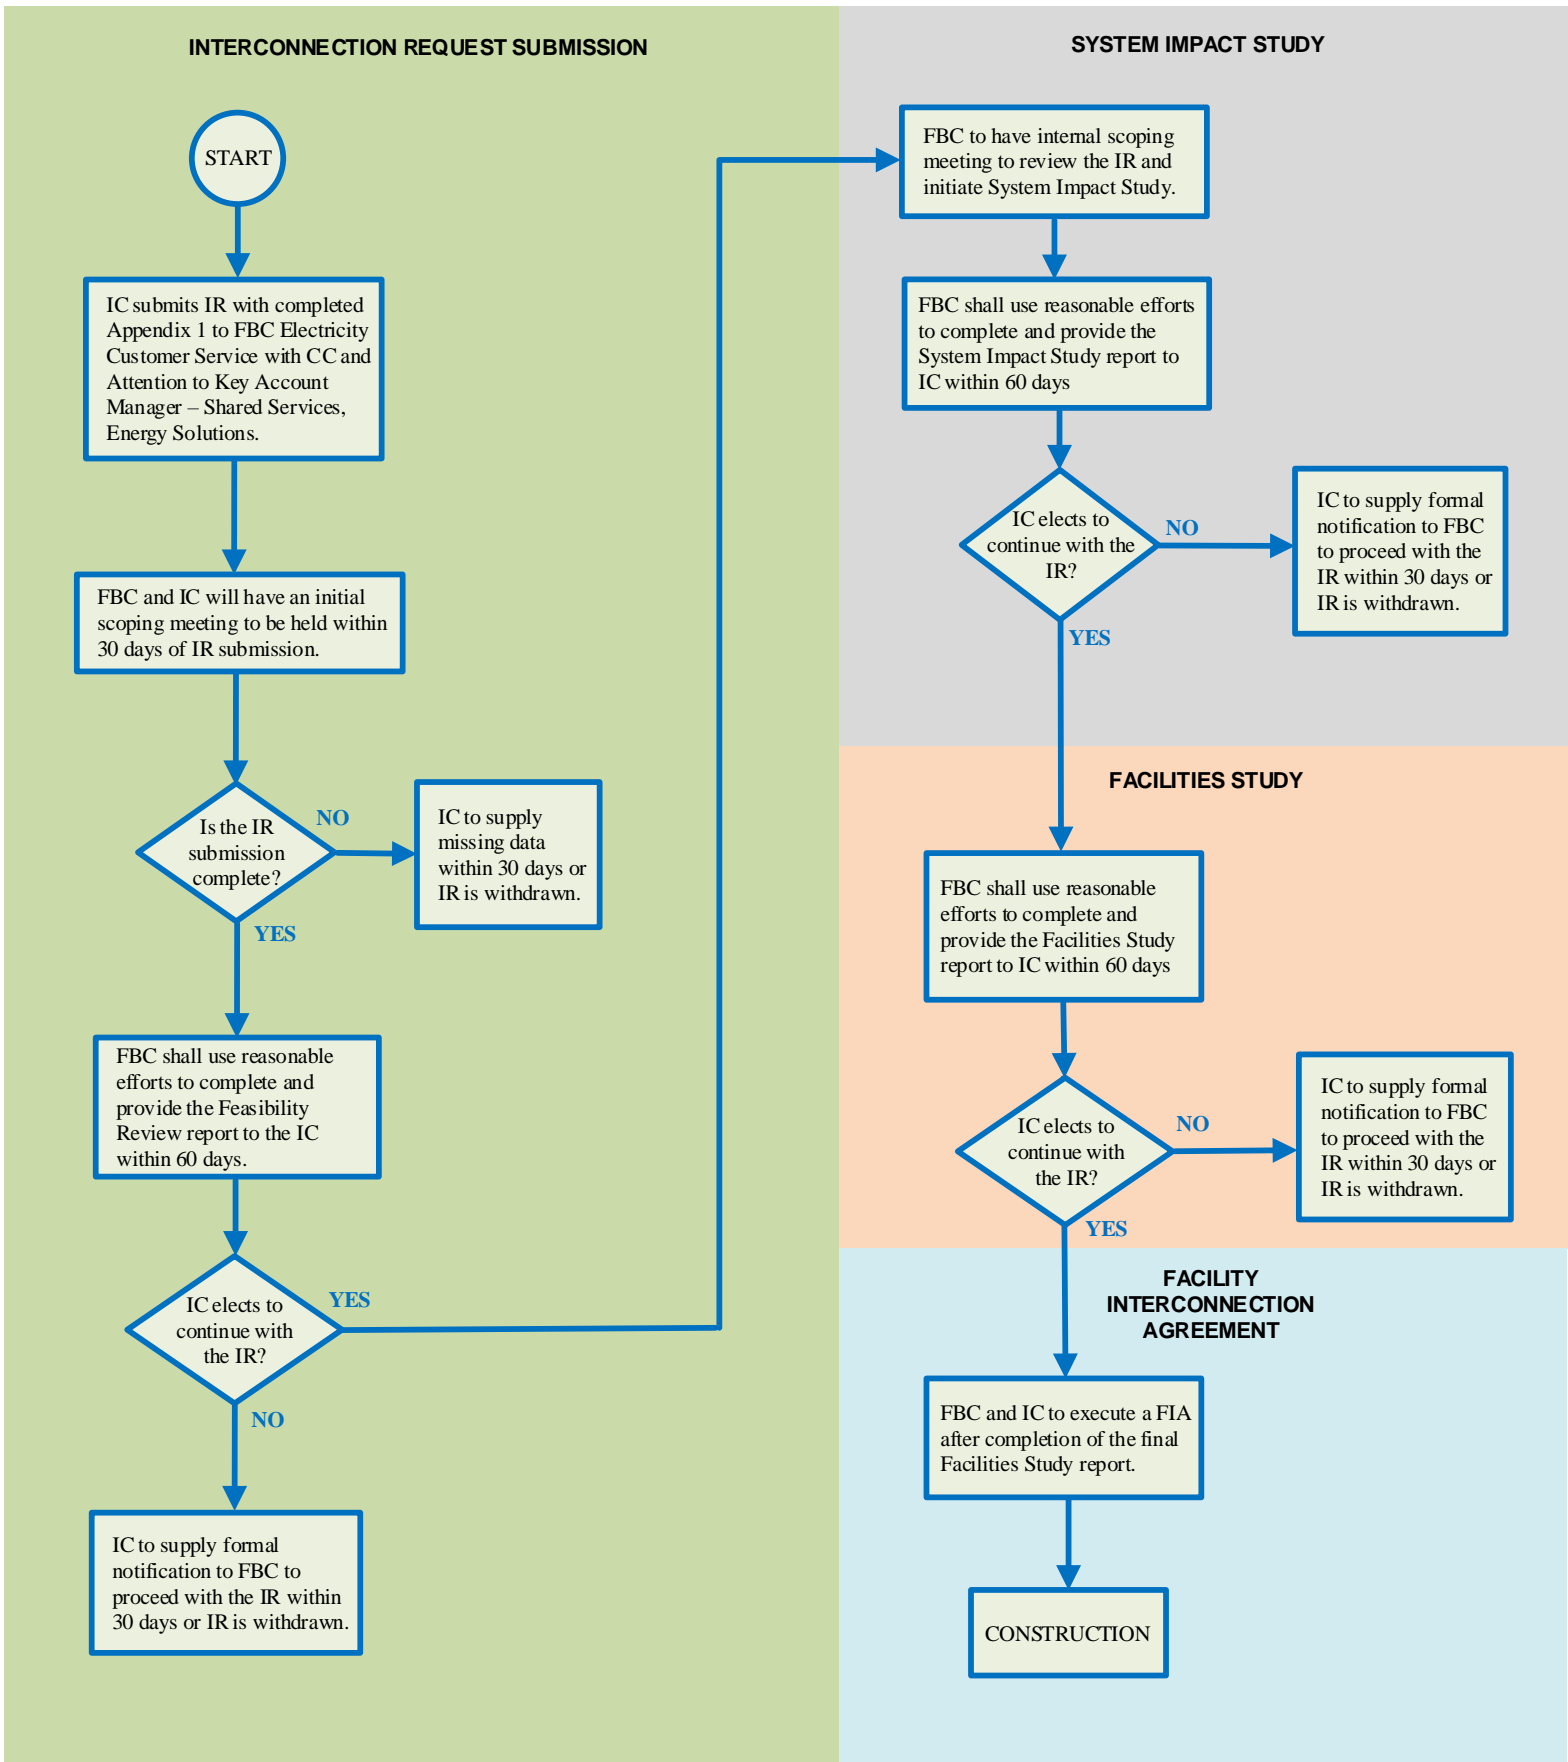 INTERCONNECTION REQUEST SUBMISSION
START
IC submits IR with completed
Appendix 1 to FBC Electricity
Customer Service with CC and
Attention to Key Account
Manager – Shared Services,
Energy Solutions.
FBC and IC will have an initial
scoping meeting to be held within
30 days of IR submission.
Is the IR
submission
complete?
NO
IC to supply
missing data
within 30 days or
IR is withdrawn.
YES
FBC shall use reasonable
efforts to complete and
provide the Feasibility
Review report to the IC
within 60 days.
IC elects to
continue with
the IR?
YES
NO
IC to supply formal
notification to FBC to
proceed with the IR within
30 days or IR is withdrawn.
SYSTEM IMPACT STUDY
FBC to have internal scoping
meeting to review the IR and
initiate System Impact Study.
FBC shall use reasonable efforts
to complete and provide the
System Impact Study report to
IC within 60 days
IC elects to
continue with the
IR?
NO
IC to supply formal
notification to FBC
to proceed with the
IR within 30 days or
IR is withdrawn.
YES
FACILITIES STUDY
FBC shall use reasonable
efforts to complete and
provide the Facilities Study
report to IC within 60 days
IC elects to
continue with
the IR?
NO
IC to supply formal
notification to FBC
to proceed with the
IR within 30 days or
IR is withdrawn.
YES
FACILITY
INTERCONNECTION
AGREEMENT
FBC and IC to execute a FIA
after completion of the final
Facilities Study report.
CONSTRUCTION